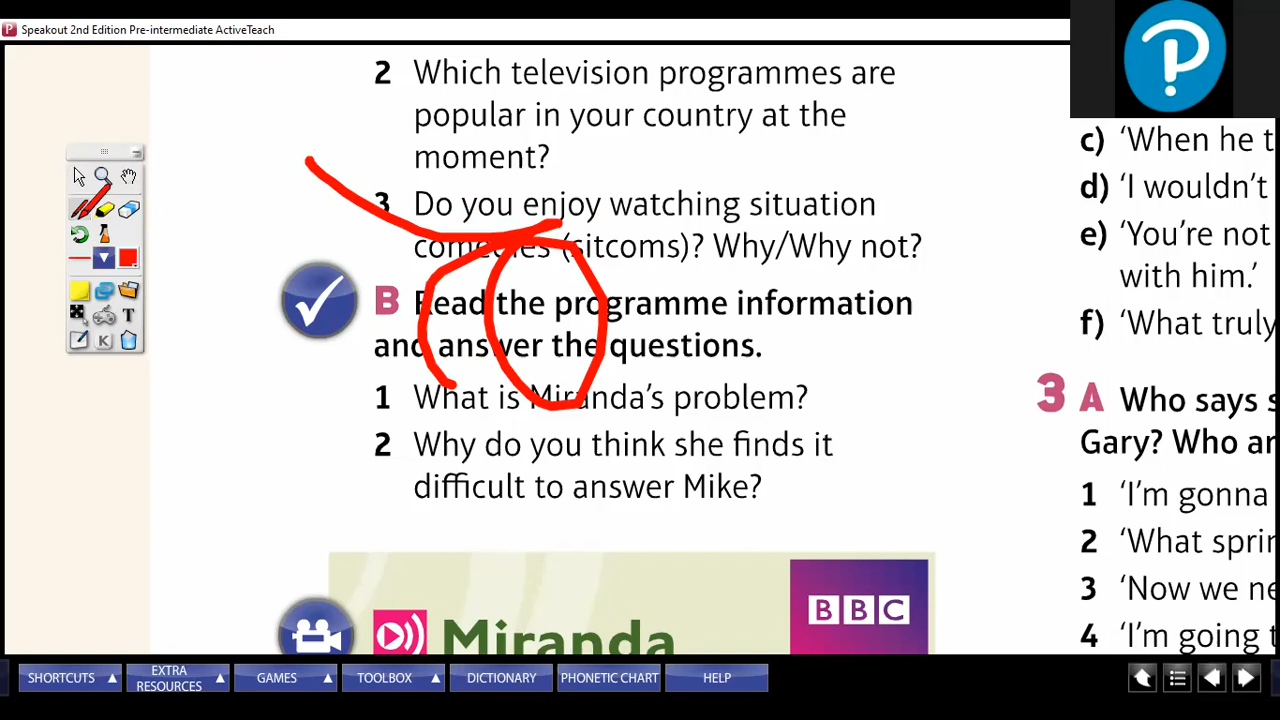 Speakout 2nd Edition Pre-intermediate ActiveTeach
2 Which television programmes are
popular in your country at the
moment?
3 Do you enjoy watching situation
comedies (sitcoms)? Why/Why not?
B Read the programme information
and answer the questions.
1 What is Miranda's problem?
2 Why do you think she finds it
difficult to answer Mike?
BBC
Miranda
c) 'When he t
d) 'I wouldn't
e) 'You're not
with him.'
f) 'What truly
3 A Who says s
Gary? Who ar
1 'I'm gonna
2 'What sprin
3 'Now we ne
4 'I'm going t
T
K
P
SHORTCUTS
EXTRA
RESOURCES
GAMES
TOOLBOX
DICTIONARY
PHONETIC CHART
HELP